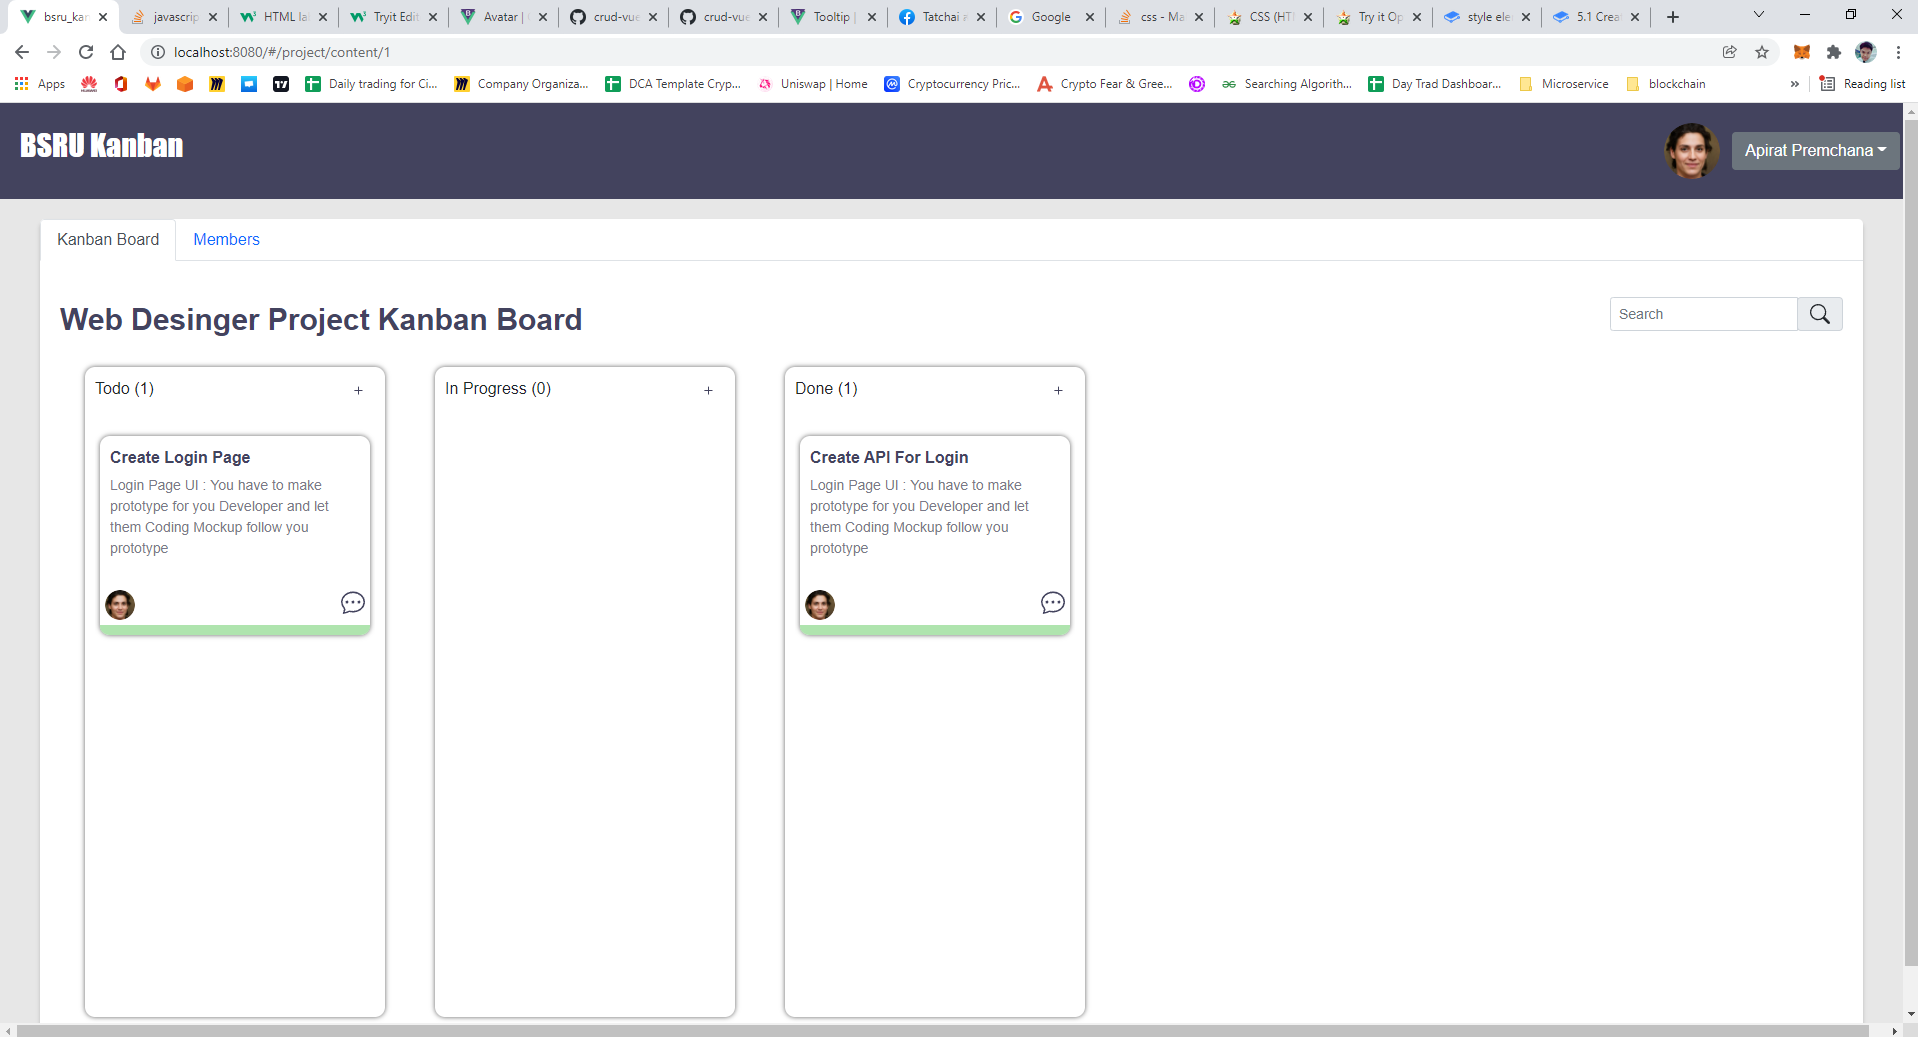 bsru_kar
javascrip
HTML la
Tryit Edit
Avatar |
crud-vue
crud-vue
Tooltip |
Tatchai a
Google
css - Ma
CSS (HT
Try it Op
style ele
5.1 Crea
localhost:8080/#/project/content/1
Apps
Daily trading for Ci...
Company Organiza...
DCA Template Cryp...
Uniswap | Home
Cryptocurrency Pric...
Crypto Fear & Gree...
Searching Algorith...
Day Trad Dashboar...
Microservice
blockchain
»
Reading list
BSRU Kanban
Apirat Premchana
Kanban Board
Members
Web Desinger Project Kanban Board
Search
Todo (1)
+
In Progress (0)
+
Done (1)
+
Create Login Page
Login Page UI : You have to make
prototype for you Developer and let
them Coding Mockup follow you
prototype
Create API For Login
Login Page UI : You have to make
prototype for you Developer and let
them Coding Mockup follow you
prototype